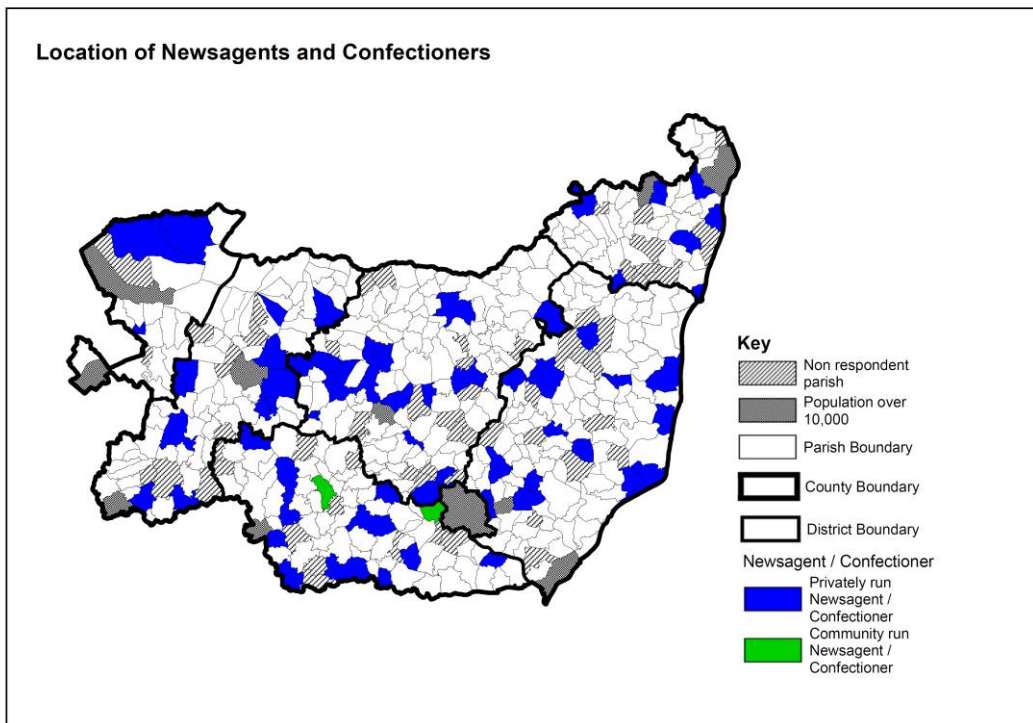 Location of Newsagents and Confectioners
Key
Non respondent
parish
Population over
10,000
Parish Boundary
County Boundary
District Boundary
Newsagent / Confectioner
Privately run
Newsagent /
Confectioner
Community run
Newsagent /
Confectioner